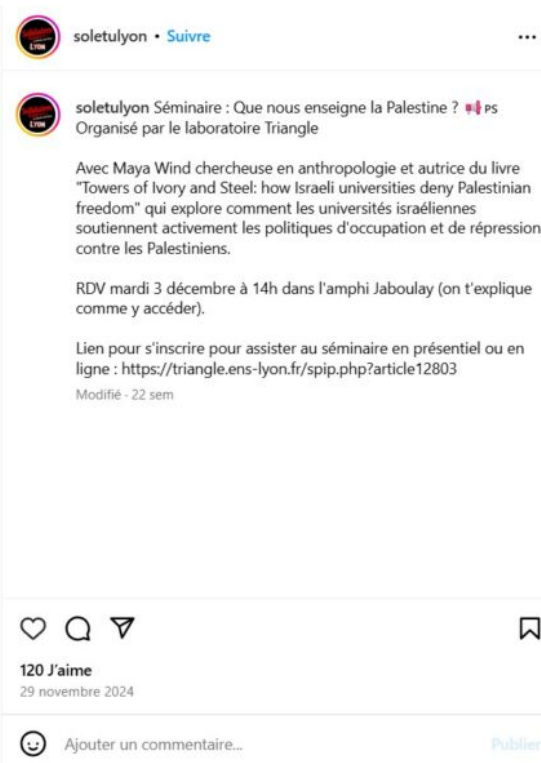 soletulyon • Suivre
soletulyon Séminaire : Que nous enseigne la Palestine ? 📢 PS
Organisé par le laboratoire Triangle
Avec Maya Wind chercheuse en anthropologie et autrice du livre
"Towers of Ivory and Steel: how Israeli universities deny Palestinian
freedom" qui explore comment les universités israéliennes
soutiennent activement les politiques d'occupation et de répression
contre les Palestiniens.
RDV mardi 3 décembre à 14h dans l'amphi Jaboulay (on t'explique
comme y accéder).
Lien pour s'inscrire pour assister au séminaire en présentiel ou en
ligne : https://triangle.ens-lyon.fr/spip.php?article12803
Modifié · 22 sem
120 J'aime
29 novembre 2024
Ajouter un commentaire...
Publier